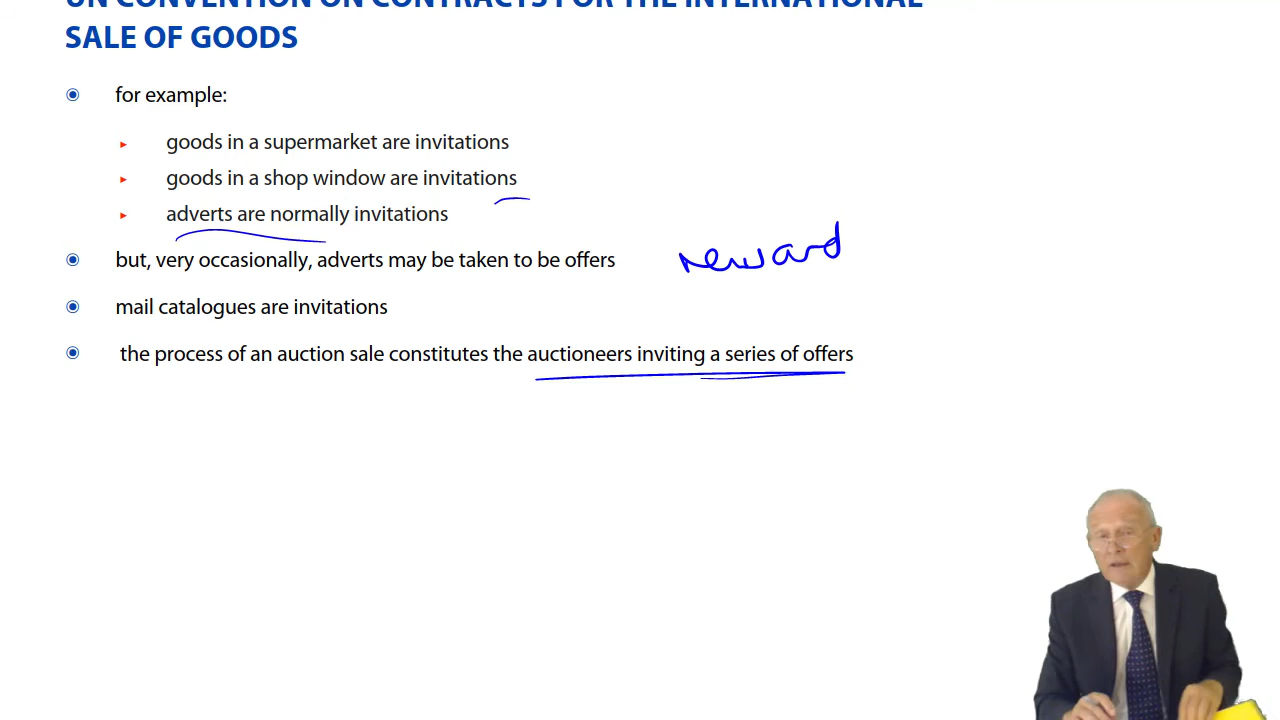 UN CONVENTION ON CONTRACTS FOR THE INTERNATIONAL
SALE OF GOODS
for example:
goods in a supermarket are invitations
goods in a shop window are invitations
adverts are normally invitations
but, very occasionally, adverts may be taken to be offers
reward
mail catalogues are invitations
the process of an auction sale constitutes the auctioneers inviting a series of offers